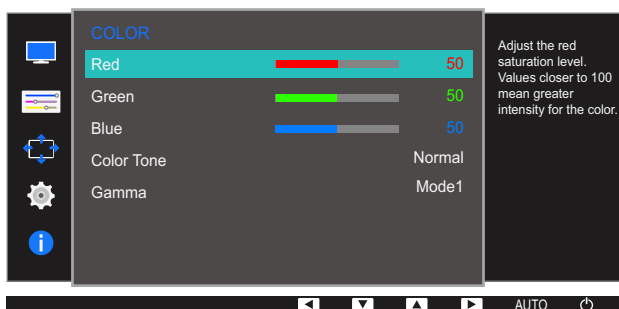 COLOR
Red 50
Green 50
Blue 50
Color Tone Normal
Gamma Mode1
Adjust the red
saturation level.
Values closer to 100
mean greater
intensity for the color.
AUTO